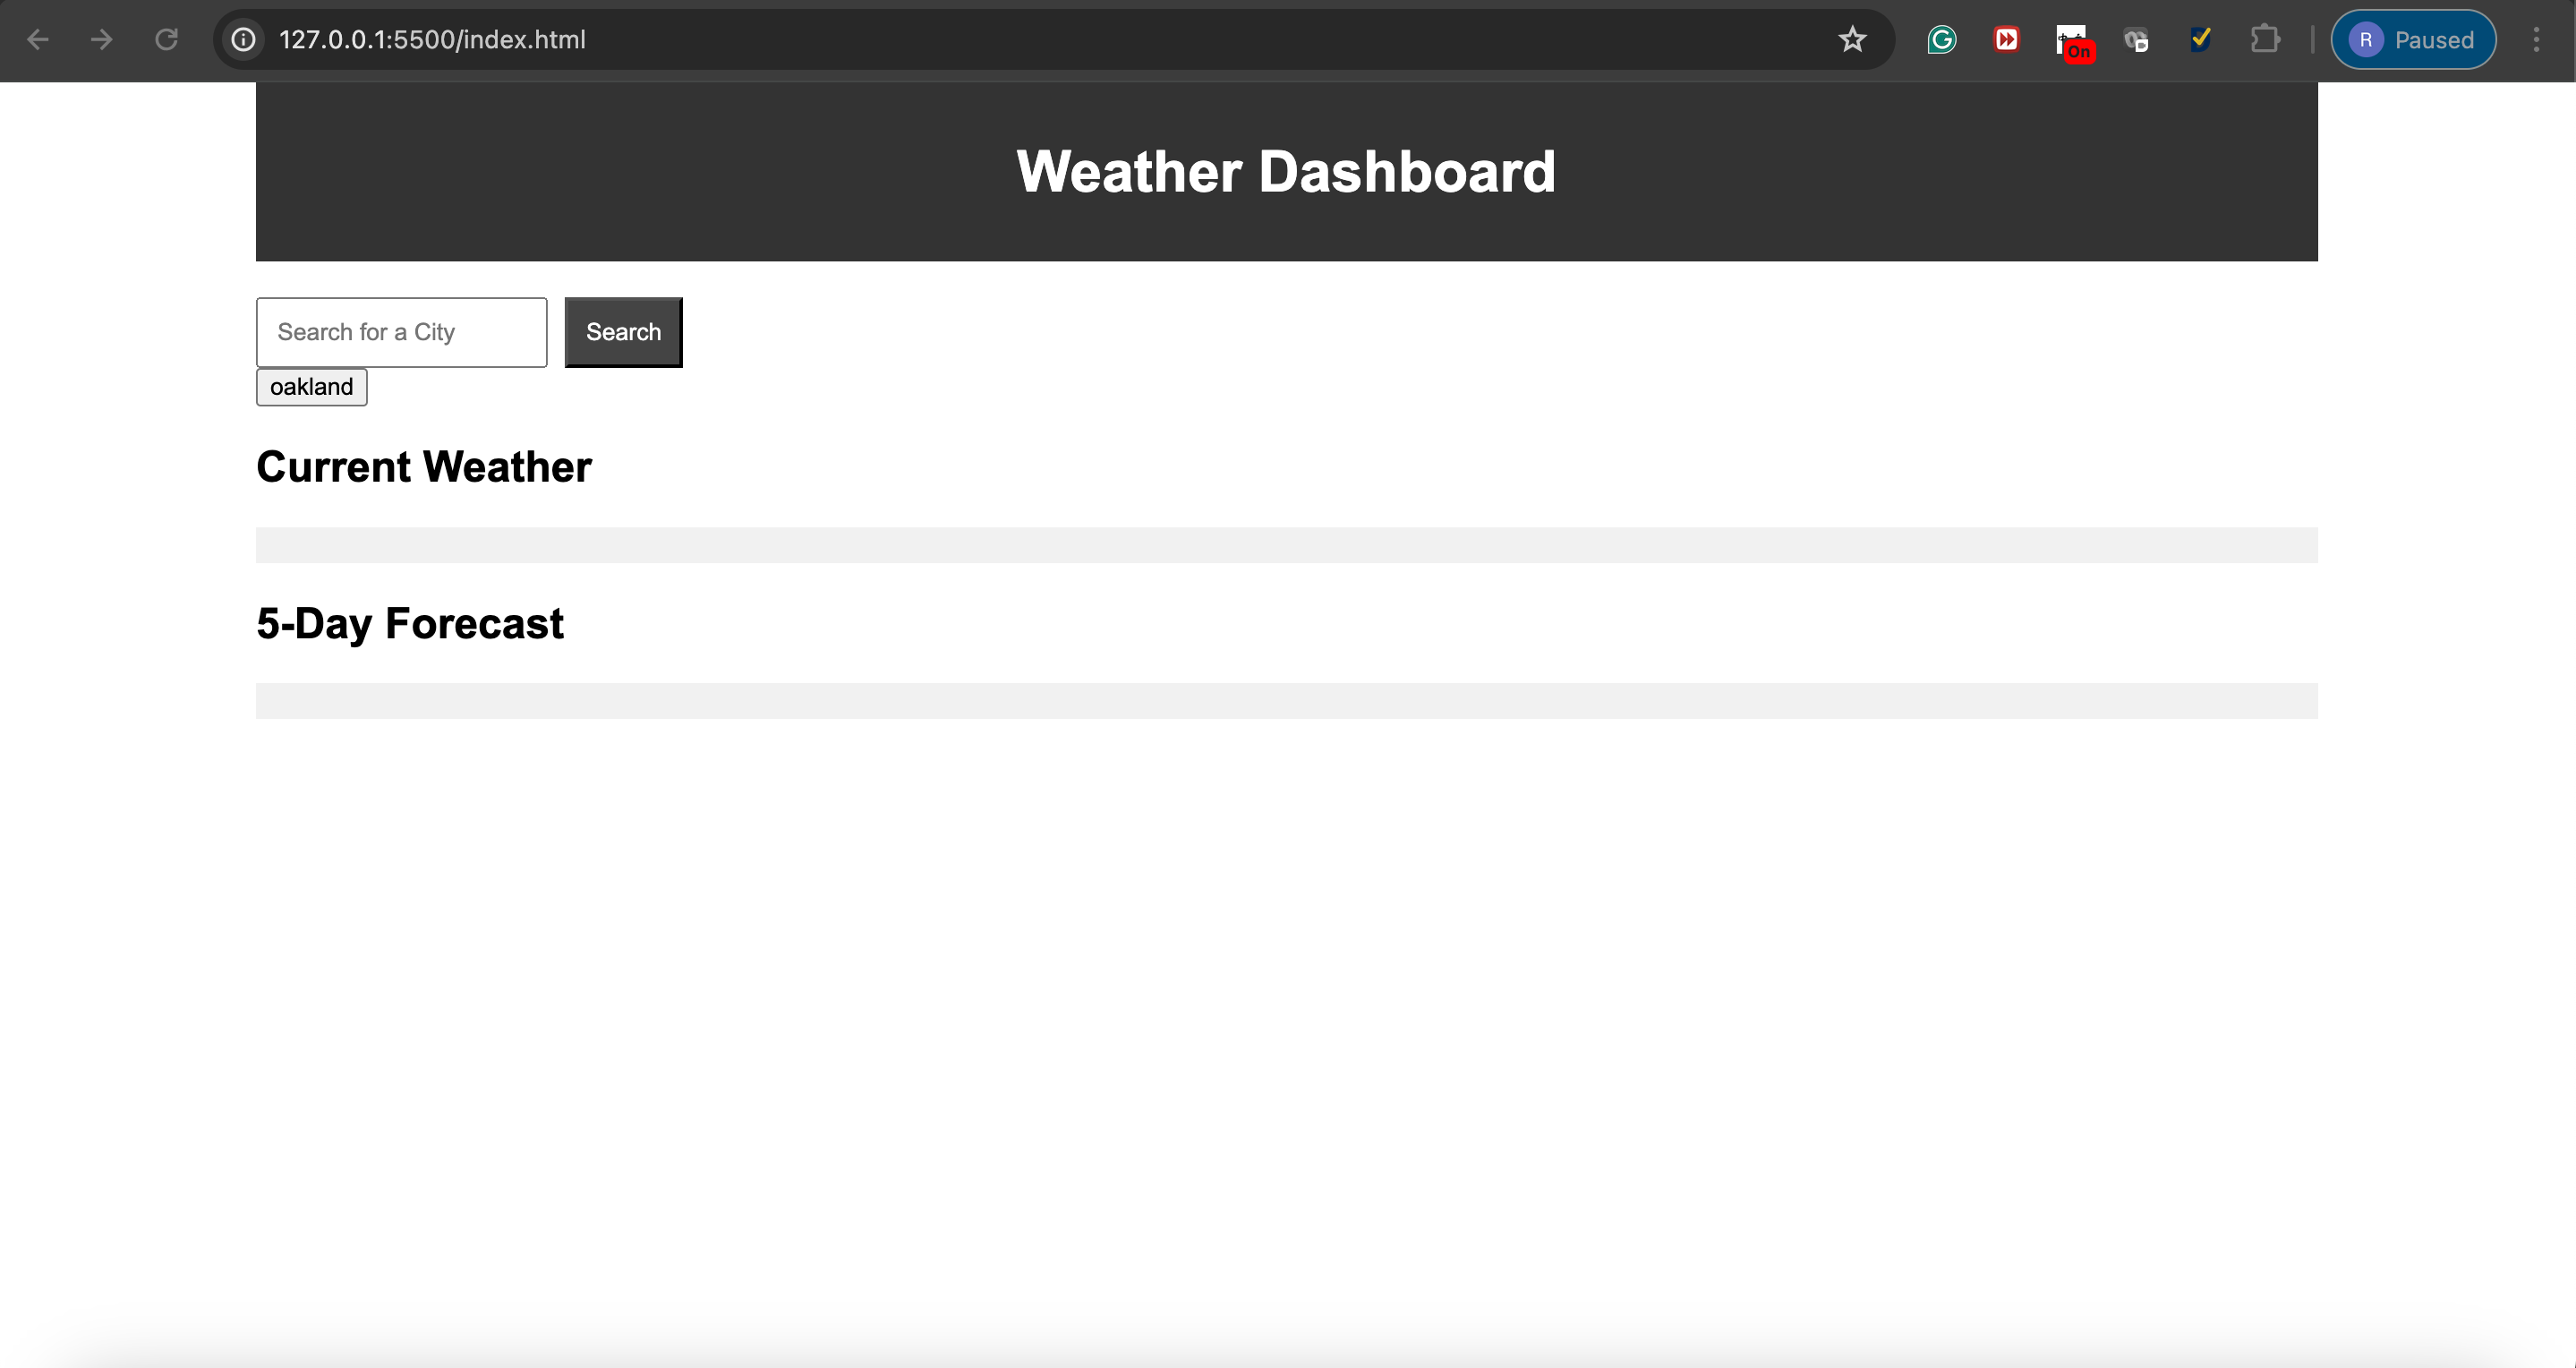 127.0.0.1:5500/index.html
On
R Paused
Weather Dashboard
Search for a City Search
oakland
Current Weather
5-Day Forecast